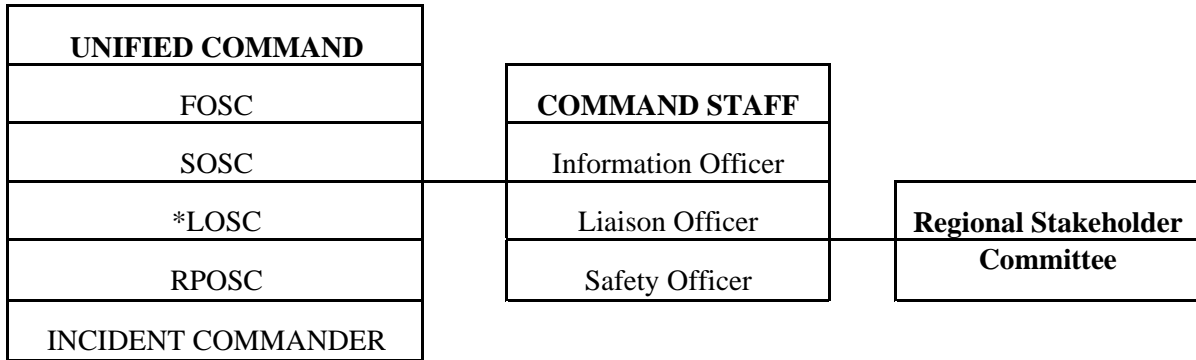 UNIFIED COMMAND
FOSC
SOSC
*LOSC
RPOSC
INCIDENT COMMANDER
COMMAND STAFF
Information Officer
Liaison Officer
Safety Officer
Regional Stakeholder
Committee